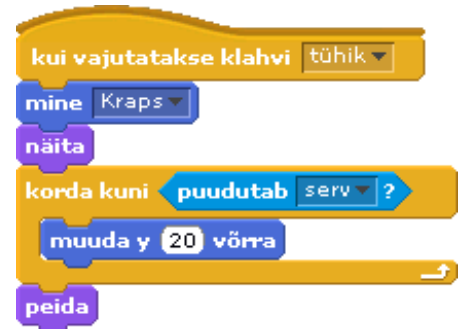 kui vajutatakse klahvi tühik
mine Kraps
näita
korda kuni puudutab serv ?
muuda y 20 võrra
peida